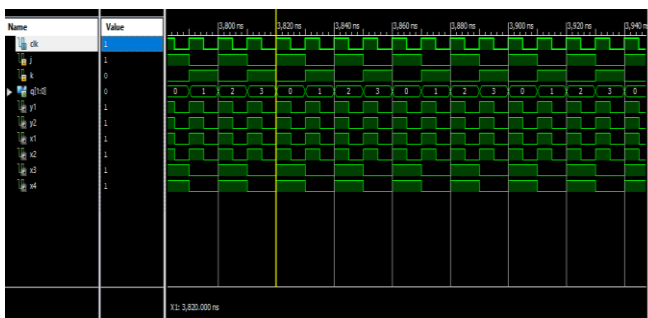 Name Value 3,800 ns 3,820 ns 3,840 ns 3,860 ns 3,880 ns 3,900 ns 3,920 ns 3,940 n
clk 1
j 1
k 0
q[1:0] 0 0 1 2 3 0 1 2 3 0 1 2 3 0 1 2 3 0
y1 1
y2 1
x1 1
x2 1
x3 1
x4 1
X1: 3,820.000 ns